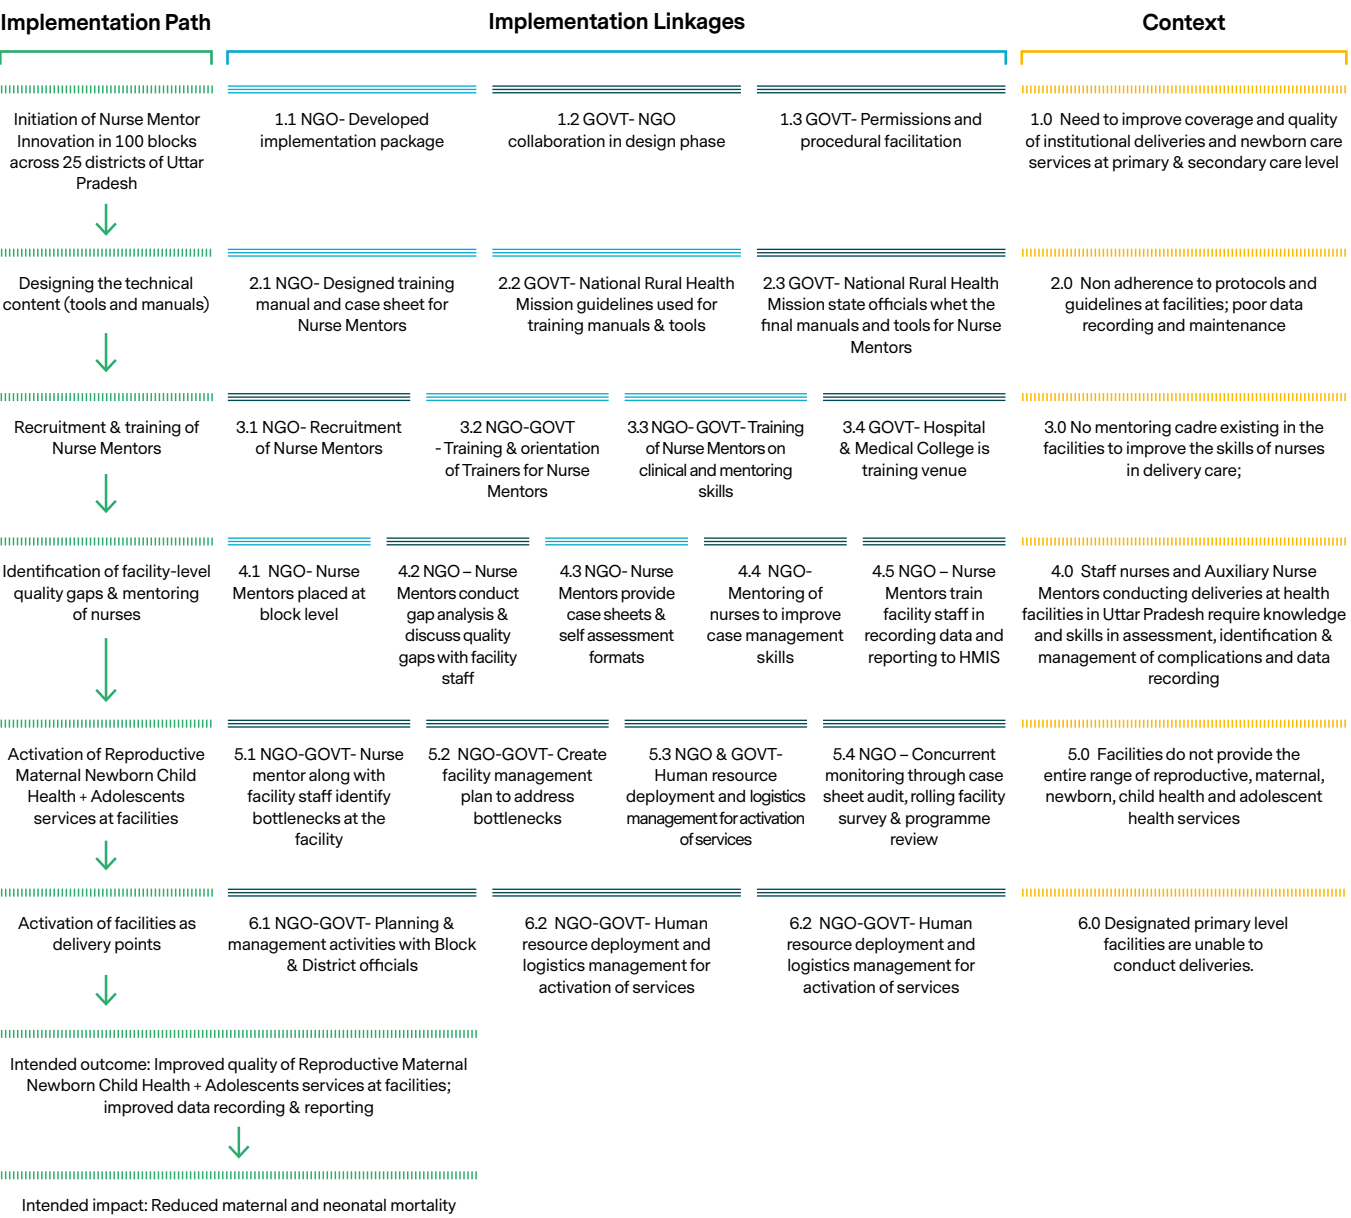 Implementation Path
Implementation Linkages
Context
Initiation of Nurse Mentor
Innovation in 100 blocks
across 25 districts of Uttar
Pradesh
1.1 NGO- Developed
implementation package
1.2 GOVT- NGO
collaboration in design phase
1.3 GOVT- Permissions and
procedural facilitation
1.0 Need to improve coverage and quality
of institutional deliveries and newborn care
services at primary & secondary care level
Designing the technical
content (tools and manuals)
2.1 NGO- Designed training
manual and case sheet for
Nurse Mentors
2.2 GOVT- National Rural Health
Mission guidelines used for
training manuals & tools
2.3 GOVT- National Rural Health
Mission state officials whet the
final manuals and tools for Nurse
Mentors
2.0 Non adherence to protocols and
guidelines at facilities; poor data
recording and maintenance
Recruitment & training of
Nurse Mentors
3.1 NGO- Recruitment
of Nurse Mentors
3.2 NGO-GOVT
- Training & orientation
of Trainers for Nurse
Mentors
3.3 NGO- GOVT- Training
of Nurse Mentors on
clinical and mentoring
skills
3.4 GOVT- Hospital
& Medical College is
training venue
3.0 No mentoring cadre existing in the
facilities to improve the skills of nurses
in delivery care;
Identification of facility-level
quality gaps & mentoring
of nurses
4.1 NGO- Nurse
Mentors placed at
block level
4.2 NGO – Nurse
Mentors conduct
gap analysis &
discuss quality
gaps with facility
staff
4.3 NGO- Nurse
Mentors provide
case sheets &
self assessment
formats
4.4 NGO-
Mentoring of
nurses to improve
case management
skills
4.5 NGO – Nurse
Mentors train
facility staff in
recording data and
reporting to HMIS
4.0 Staff nurses and Auxiliary Nurse
Mentors conducting deliveries at health
facilities in Uttar Pradesh require knowledge
and skills in assessment, identification &
management of complications and data
recording
Activation of Reproductive
Maternal Newborn Child
Health + Adolescents
services at facilities
5.1 NGO-GOVT- Nurse
mentor along with
facility staff identify
bottlenecks at the
facility
5.2 NGO-GOVT- Create
facility management
plan to address
bottlenecks
5.3 NGO & GOVT-
Human resource
deployment and logistics
management for activation
of services
5.4 NGO – Concurrent
monitoring through case
sheet audit, rolling facility
survey & programme
review
5.0 Facilities do not provide the
entire range of reproductive, maternal,
newborn, child health and adolescent
health services
Activation of facilities as
delivery points
6.1 NGO-GOVT- Planning &
management activities with Block
& District officials
6.2 NGO-GOVT- Human
resource deployment and
logistics management for
activation of services
6.2 NGO-GOVT- Human
resource deployment and
logistics management for
activation of services
6.0 Designated primary level
facilities are unable to
conduct deliveries.
Intended outcome: Improved quality of Reproductive Maternal
Newborn Child Health + Adolescents services at facilities;
improved data recording & reporting
Intended impact: Reduced maternal and neonatal mortality